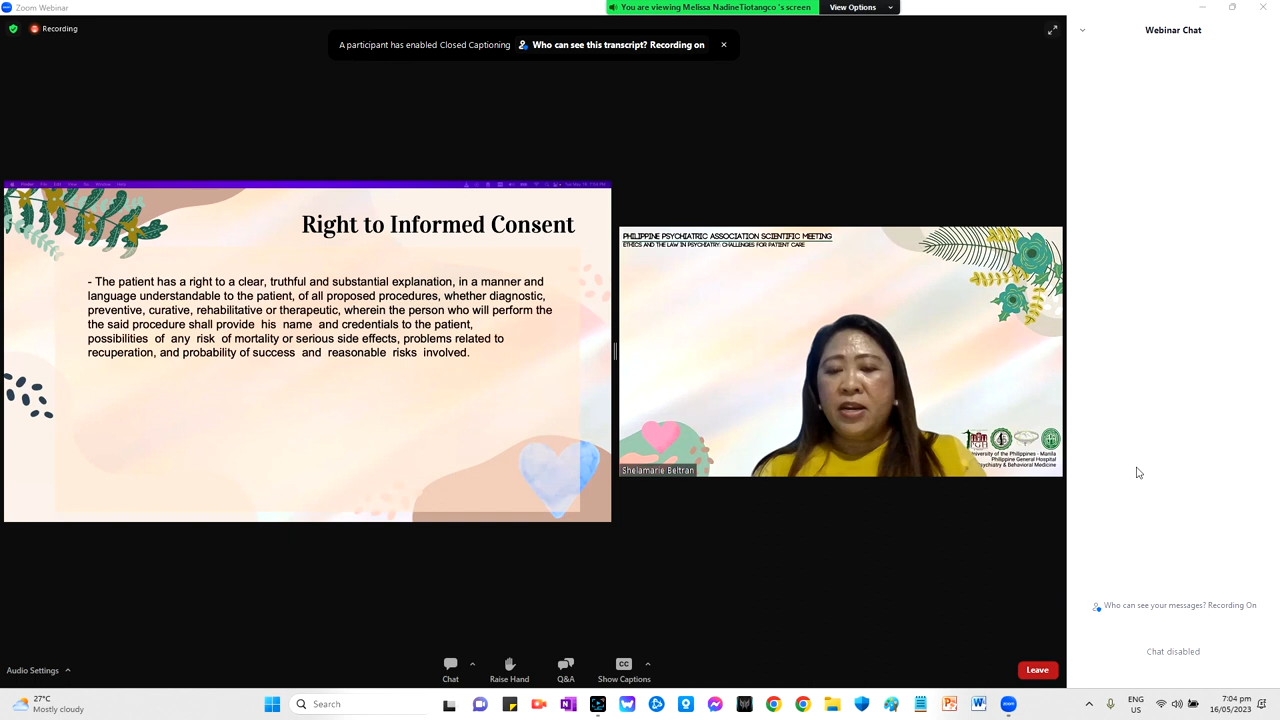 Zoom Webinar
You are viewing Melissa NadineTiotangco 's screen
View Options
Recording
A participant has enabled Closed Captioning
Who can see this transcript? Recording on
Webinar Chat
Right to Informed Consent
- The patient has a right to a clear, truthful and substantial explanation, in a manner and
language understandable to the patient, of all proposed procedures, whether diagnostic,
preventive, curative, rehabilitative or therapeutic, wherein the person who will perform the
the said procedure shall provide his name and credentials to the patient,
possibilities of any risk of mortality or serious side effects, problems related to
recuperation, and probability of success and reasonable risks involved.
PHILIPPINE PSYCHIATRIC ASSOCIATION SCIENTIFIC MEETING
ETHICS AND THE LAW IN PSYCHIATRY: CHALLENGES FOR PATIENT CARE
University of the Philippines - Manila
Philippine General Hospital
Psychiatry & Behavioral Medicine
Shelamarie Beltran
Who can see your messages? Recording On
Chat disabled
Audio Settings
Chat
Raise Hand
Q&A
CC
Show Captions
Leave
27°C
Mostly cloudy
Search
ENG
US
7:04 pm
16/05/2023